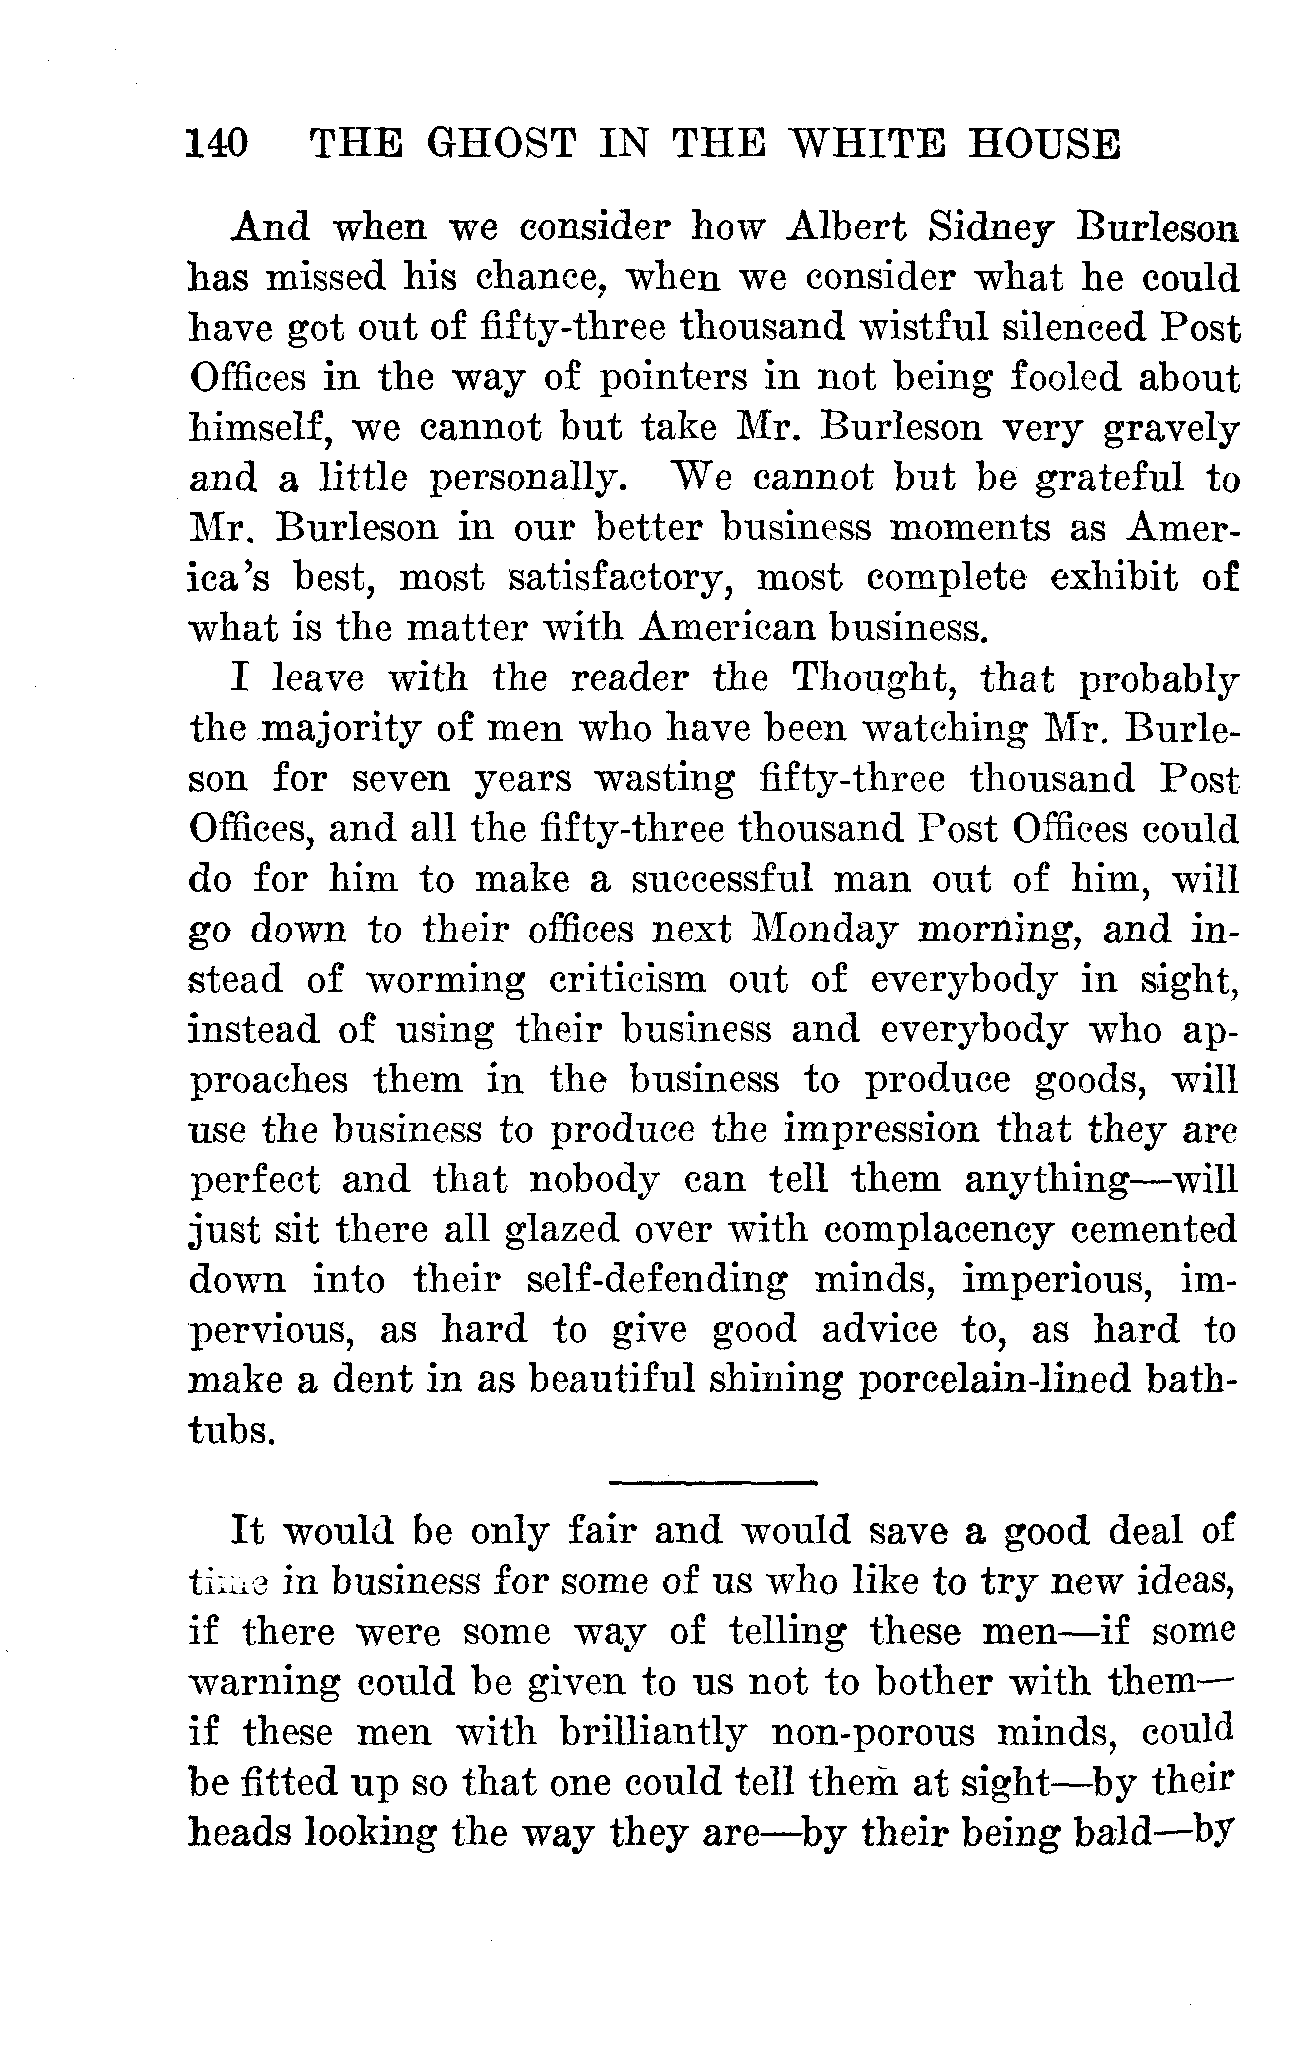 140 THE GHOST IN THE WHITE HOUSE
And when we consider how Albert Sidney Burleson
has missed his chance, when we consider what he could
have got out of fifty-three thousand wistful silenced Post
Offices in the way of pointers in not being fooled about
himself, we cannot but take Mr. Burleson very gravely
and a little personally. We cannot but be grateful to
Mr. Burleson in our better business moments as Amer-
ica's best, most satisfactory, most complete exhibit of
what is the matter with American business.
I leave with the reader the Thought, that probably
the majority of men who have been watching Mr. Burle-
son for seven years wasting fifty-three thousand Post
Offices, and all the fifty-three thousand Post Offices could
do for him to make a successful man out of him, will
go down to their offices next Monday morning, and in-
stead of worming criticism out of everybody in sight,
instead of using their business and everybody who ap-
proaches them in the business to produce goods, will
use the business to produce the impression that they are
perfect and that nobody can tell them anything—will
just sit there all glazed over with complacency cemented
down into their self-defending minds, imperious, im-
pervious, as hard to give good advice to, as hard to
make a dent in as beautiful shining porcelain-lined bath-
tubs.
It would be only fair and would save a good deal of
time in business for some of us who like to try new ideas,
if there were some way of telling these men—if some
warning could be given to us not to bother with them—
if these men with brilliantly non-porous minds, could
be fitted up so that one could tell them at sight—by their
heads looking the way they are—by their being bald—by